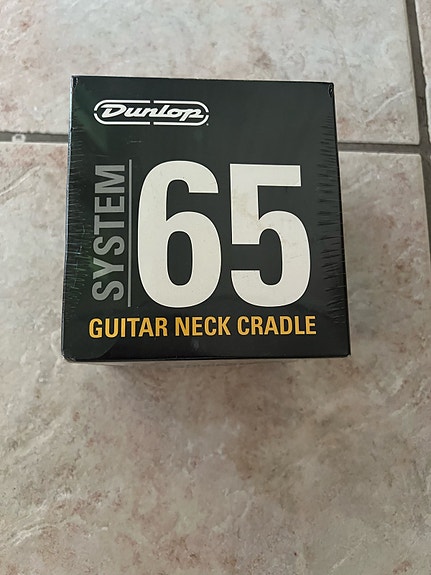 Dunlop
SYSTEM
65
GUITAR NECK CRADLE